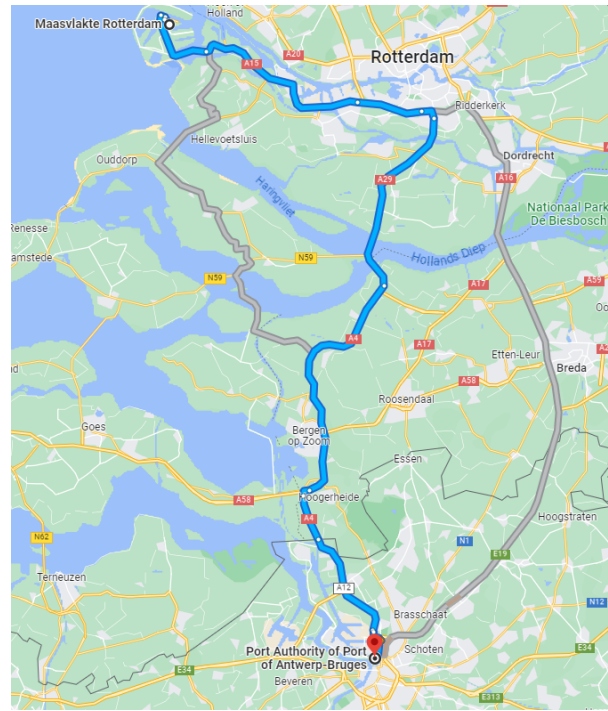 Maasvlakte Rotterdam
Holland
A20
A15
Rotterdam
Ridderkerk
Hellevoetsluis
Dordrecht
Ouddorp
A29
A16
Nationaal Park
De Biesbosch
Haringvliet
Renesse
Hollands Diep
N59
N59
A17
A59
A4
A17
Etten-Leur
Breda
A58
Roosendaal
Goes
Bergen
op Zoom
Essen
A58
Hoogerheide
A4
Hoogstraten
N62
N1
E19
Terneuzen
A12
N12
Brasschaat
Port Authority of Port
of Antwerp-Bruges
Schoten
E34
Beveren
E34
E313